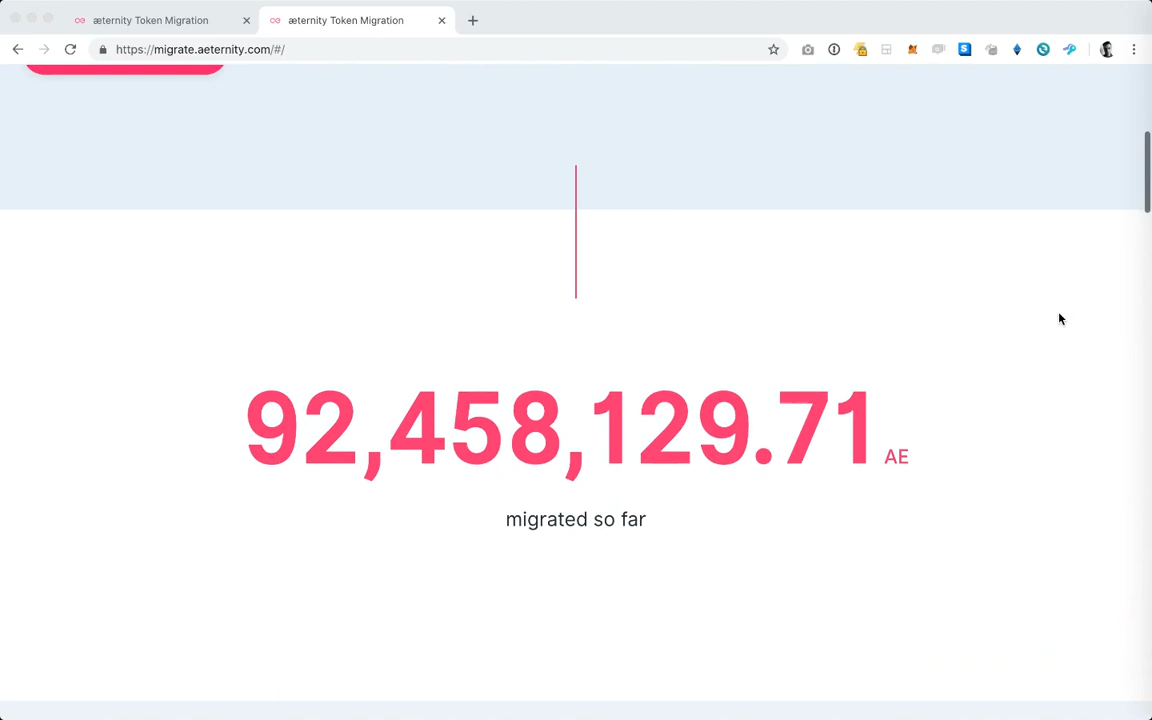 æternity Token Migration
æternity Token Migration
https://migrate.aeternity.com/#/
92,458,129.71 AE
migrated so far